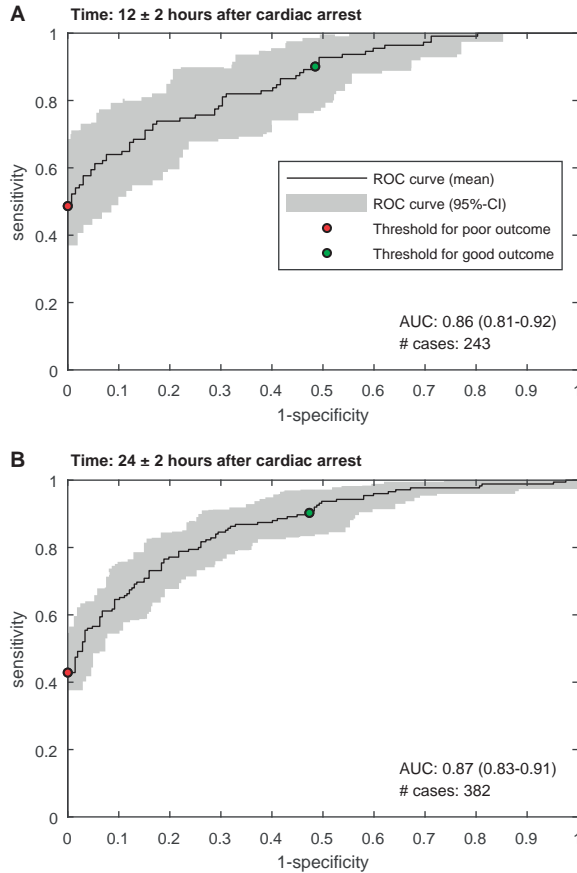 A Time: 12 ± 2 hours after cardiac arrest
1
0.8
0.6
0.4
0.2
0
sensitivity
ROC curve (mean)
ROC curve (95%-CI)
Threshold for poor outcome
Threshold for good outcome
AUC: 0.86 (0.81-0.92)
# cases: 243
0 0.1 0.2 0.3 0.4 0.5 0.6 0.7 0.8 0.9 1
1-specificity
B Time: 24 ± 2 hours after cardiac arrest
1
0.8
0.6
0.4
0.2
0
sensitivity
AUC: 0.87 (0.83-0.91)
# cases: 382
0 0.1 0.2 0.3 0.4 0.5 0.6 0.7 0.8 0.9 1
1-specificity